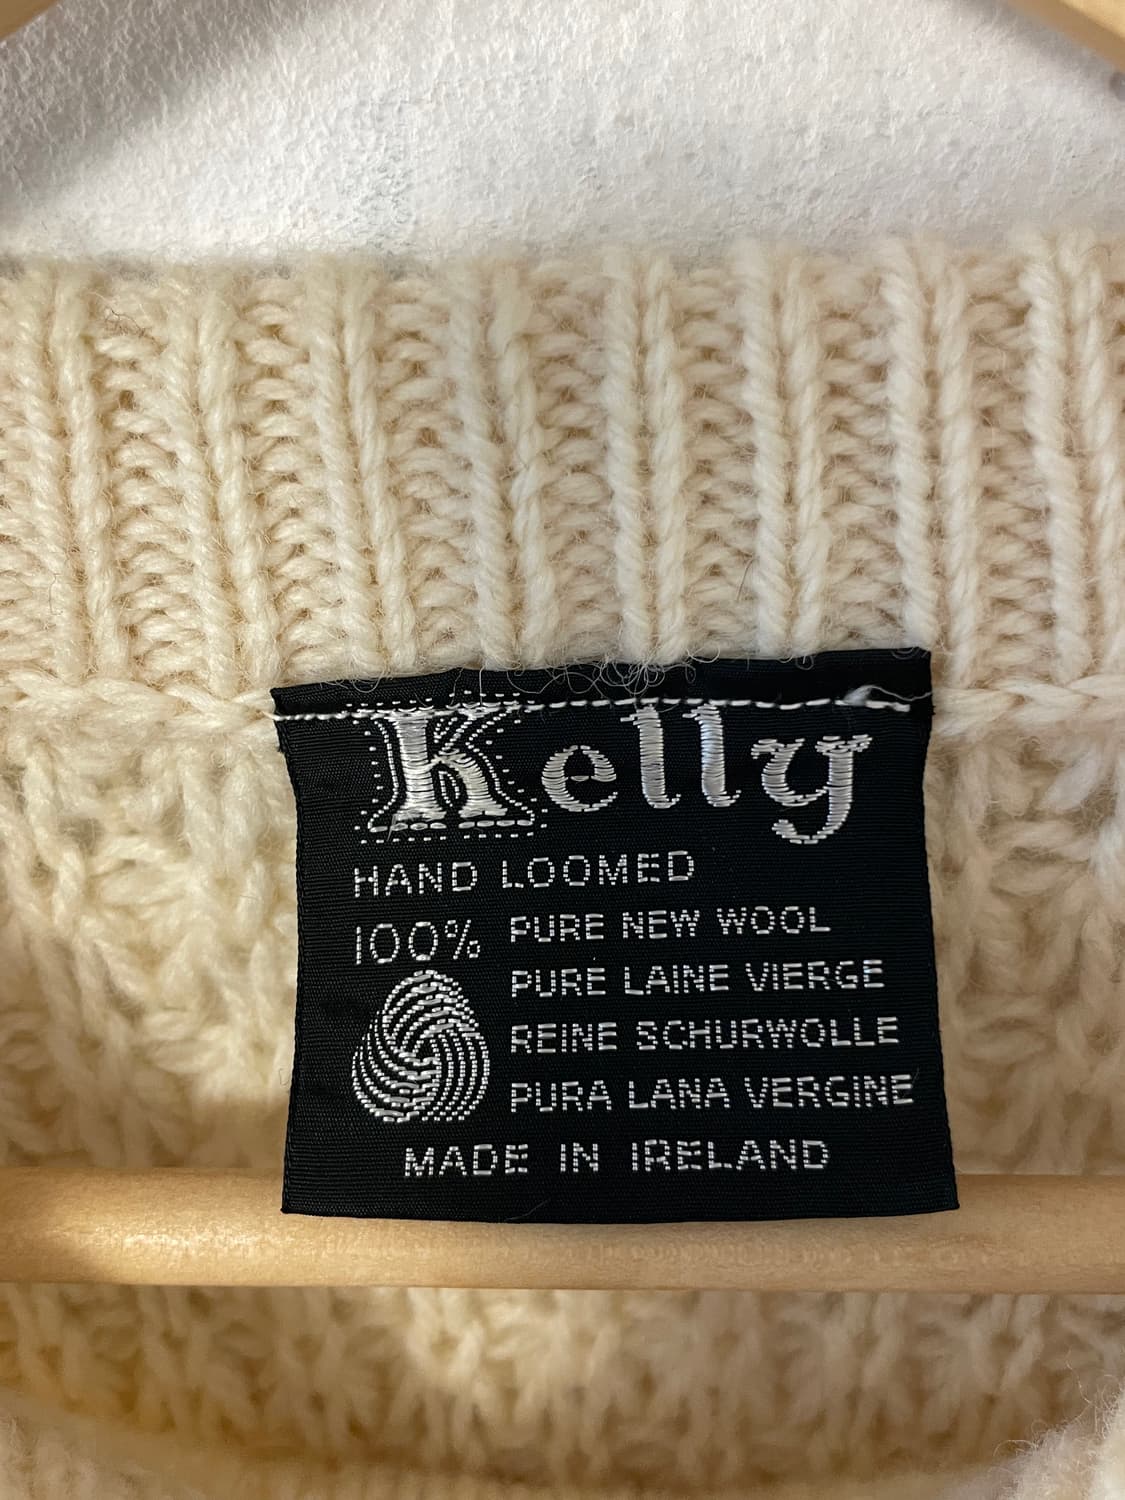 Kelly
HAND LOOMED
100% PURE NEW WOOL
PURE LAINE VIERGE
REINE SCHURWOLLE
PURA LANA VERGINE
MADE IN IRELAND